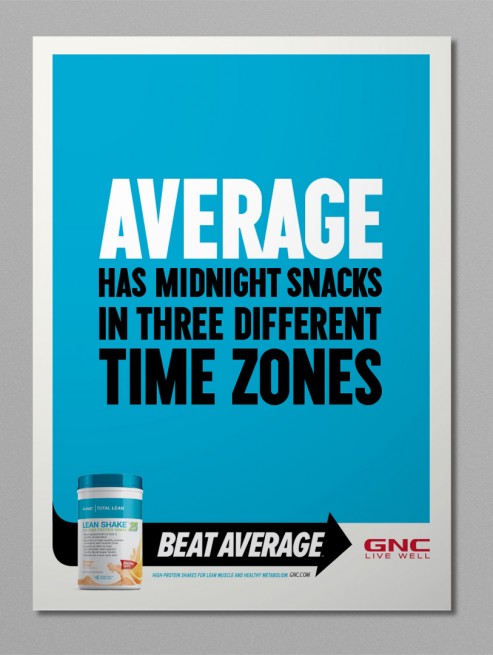 AVERAGE
HAS MIDNIGHT SNACKS
IN THREE DIFFERENT
TIME ZONES
GNC TOTAL LEAN
LEAN SHAKE 25
BEAT AVERAGE
GNC
LIVE WELL
HIGH-PROTEIN SHAKES FOR LEAN MUSCLE AND HEALTHY METABOLISM GNC.COM